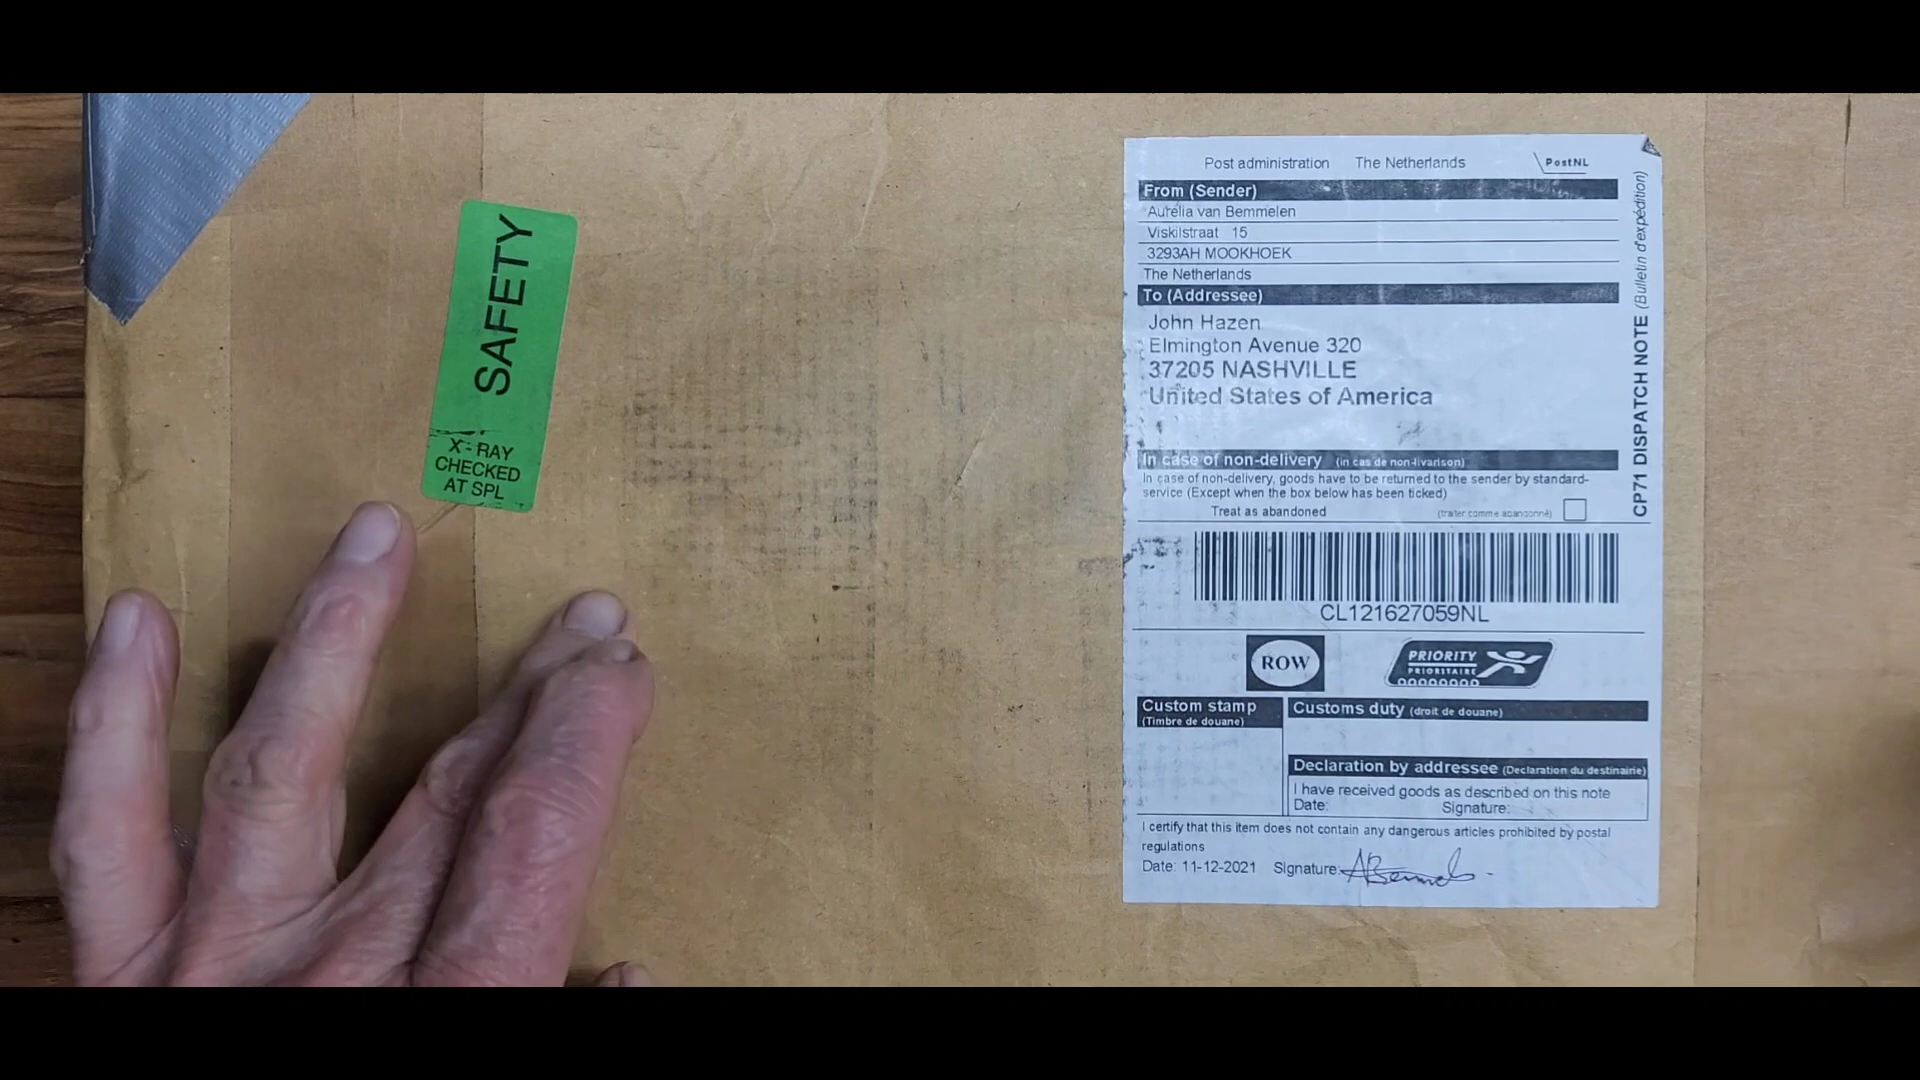 SAFETY
X-RAY
CHECKED
AT SPL
Post administration The Netherlands PostNL
From (Sender)
Aurelia van Bemmelen
Viskilstraat 15
3293AH MOOKHOEK
The Netherlands
To (Addressee)
John Hazen
Elmington Avenue 320
37205 NASHVILLE
United States of America
In case of non-delivery (in cas de non-livarison)
In case of non-delivery, goods have to be returned to the sender by standard-
service (Except when the box below has been ticked)
Treat as abandoned (traiter comme abandonné)
CP71 DISPATCH NOTE (Bulletin d'expédition)
CL121627059NL
ROW
PRIORITY
PRIORITAIRE
Custom stamp
(Timbre de douane)
Customs duty (droit de douane)
Declaration by addressee (Declaration du destinairie)
I have received goods as described on this note
Date: Signature:
I certify that this item does not contain any dangerous articles prohibited by postal
regulations
Date: 11-12-2021 Signature: